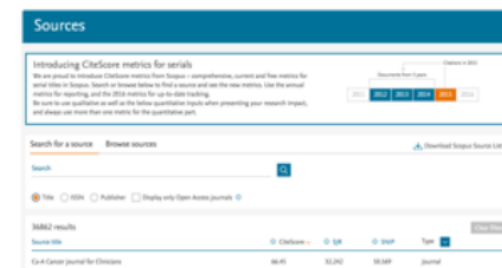 Sources
Introducing CiteScore metrics for serials
We are proud to introduce CiteScore metrics from Scopus – comprehensive, current and free metrics for
serial titles in Scopus. Search or browse below to find a source and see the new metrics. Use the annual
metrics for reporting, and the 2016 metrics for up-to-date tracking.
Be sure to use qualitative as well as the below quantitative inputs when presenting your research impact,
and always use more than one metric for the quantitative part.
Citations in 2015
Documents from 3 years
2011 2012 2013 2014 2015 2016
Search for a source Browse sources Download Scopus Source List
Search
Title ISSN Publisher Display only Open Access journals
36862 results Clear filters
Source title CiteScore SJR SNIP Type
Ca-A Cancer Journal for Clinicians 66.45 Journal